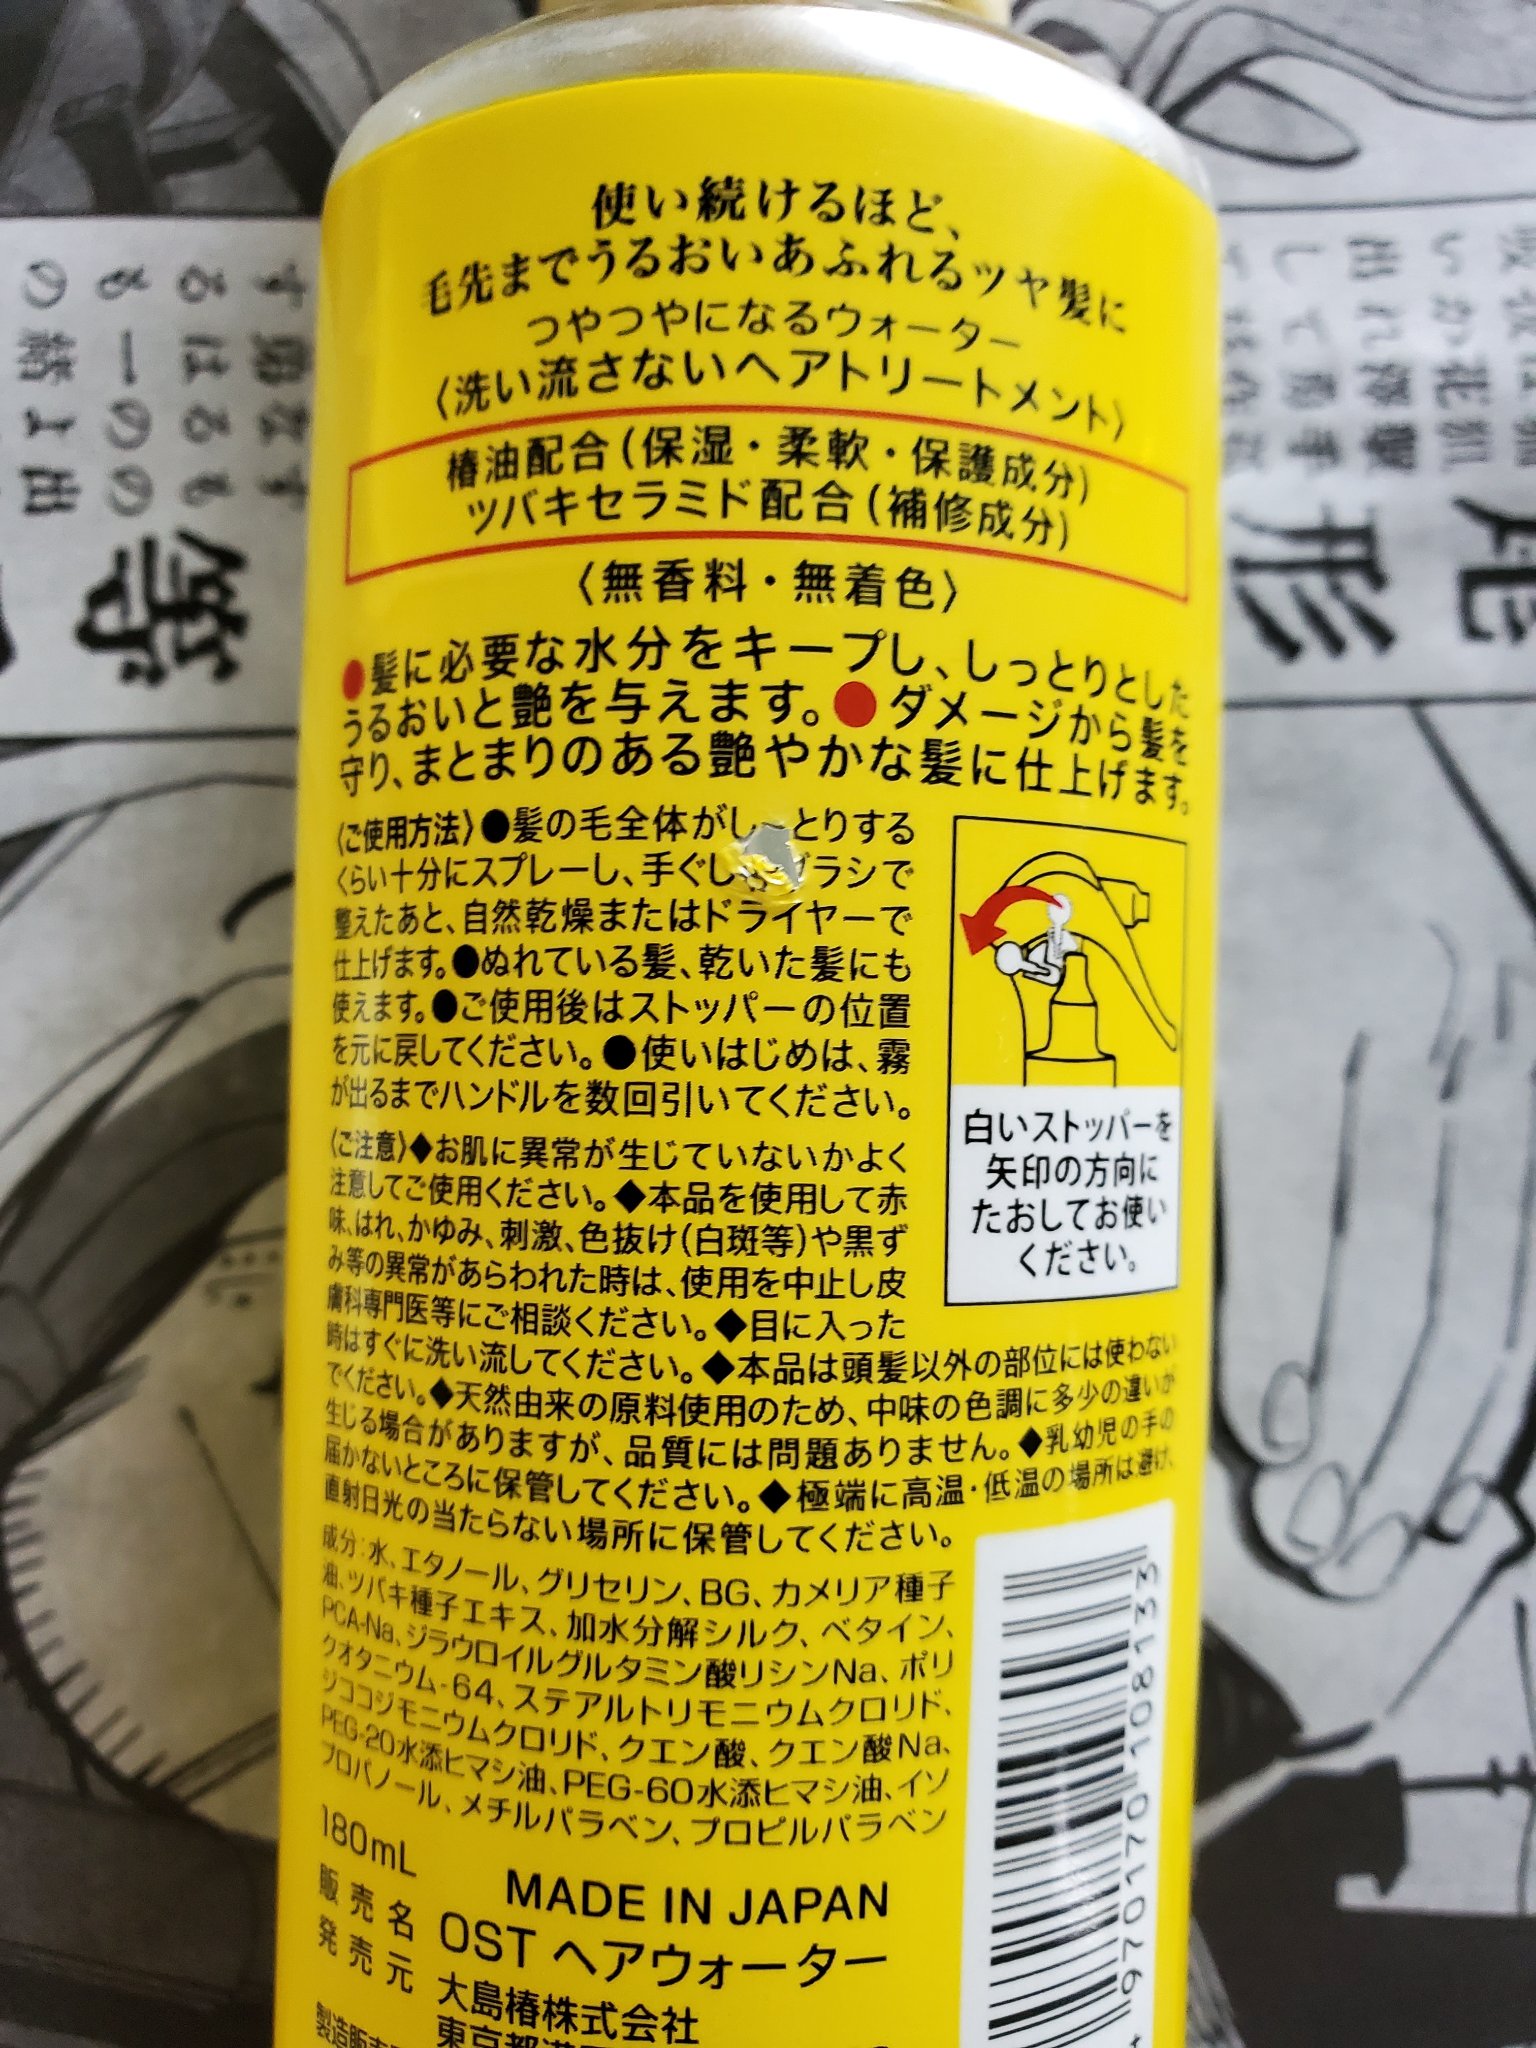 使い続けるほど、
毛先までうるおいあふれるツヤ髪に
つやつやになるウォーター
〈洗い流さないヘアトリートメント〉
椿油配合(保湿・柔軟・保護成分)
ツバキセラミド配合(補修成分)
〈無香料・無着色〉
●髪に必要な水分をキープし、しっとりとした
うるおいと艶を与えます。●ダメージから髪を
守り、まとまりのある艶やかな髪に仕上げます。
〈ご使用方法〉●髪の毛全体がしっとりする
くらい十分にスプレーし、手ぐし ブラシで
整えたあと、自然乾燥またはドライヤーで
仕上げます。●ぬれている髪、乾いた髪にも
使えます。●ご使用後はストッパーの位置
を元に戻してください。●使いはじめは、霧
が出るまでハンドルを数回引いてください。
白いストッパーを
矢印の方向に
たおしてお使い
ください。
〈ご注意〉◆お肌に異常が生じていないかよく
注意してご使用ください。◆本品を使用して赤
味、はれ、かゆみ、刺激、色抜け(白斑等)や黒ず
み等の異常があらわれた時は、使用を中止し皮
膚科専門医等にご相談ください。◆目に入った
時はすぐに洗い流してください。◆本品は頭髪以外の部位には使わない
でください。◆天然由来の原料使用のため、中味の色調に多少の違いが
生じる場合がありますが、品質には問題ありません。◆乳幼児の手の
届かないところに保管してください。◆極端に高温・低温の場所は避け、
直射日光の当たらない場所に保管してください。
成分:水、エタノール、グリセリン、BG、カメリア種子
油、ツバキ種子エキス、加水分解シルク、ベタイン、
PCA-Na、ジラウロイルグルタミン酸リシンNa、ポリ
クオタニウム-64、ステアルトリモニウムクロリド、
ジココジモニウムクロリド、クエン酸、クエン酸Na、
PEG-20水添ヒマシ油、PEG-60水添ヒマシ油、イソ
プロパノール、メチルパラベン、プロピルパラベン
180mL
MADE IN JAPAN
販売名 OST ヘアウォーター
発売元 大島椿株式会社
東京都港
製造販売
4 970170 108133
す
るはるも
も一のの
の緒よ出
形